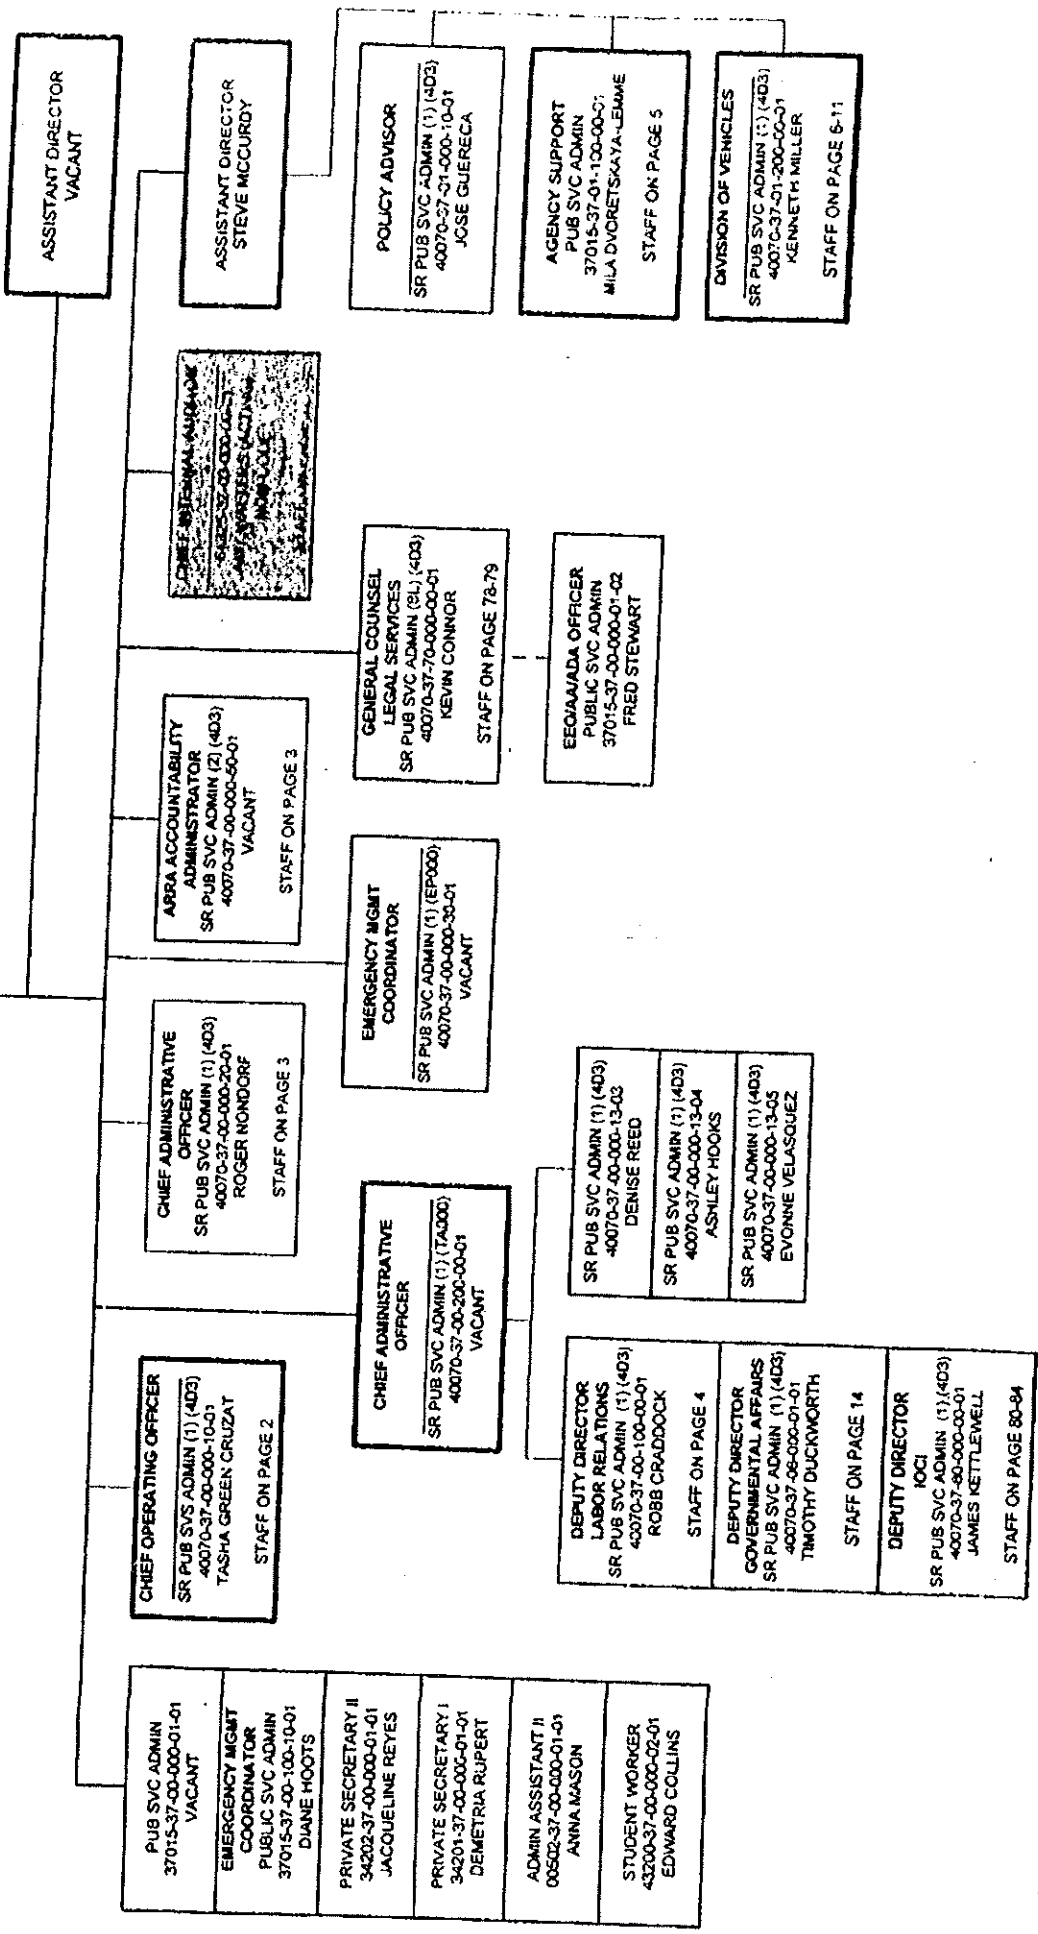 ASSISTANT DIRECTOR
VACANT
ASSISTANT DIRECTOR
STEVE MCCURDY
POLICY ADVISOR
SR PUB SVC ADMIN (1) (4D3)
40070-37-01-000-10-01
JOSE GUERECA
AGENCY SUPPORT
PUB SVC ADMIN
37015-37-01-100-00-01
MILA DVORETSKAYA-LEMME
STAFF ON PAGE 5
DIVISION OF VEHICLES
SR PUB SVC ADMIN (1) (4D3)
40070-37-01-200-00-01
KENNETH MILLER
STAFF ON PAGE 6-11
CHIEF INTERNAL AUDITOR
GENERAL COUNSEL
LEGAL SERVICES
SR PUB SVC ADMIN (8L) (4D3)
40070-37-70-000-00-01
KEVIN CONNOR
STAFF ON PAGE 78-79
EEO/AA/ADA OFFICER
PUBLIC SVC ADMIN
37015-37-00-000-01-02
FRED STEWART
ARRA ACCOUNTABILITY
ADMINISTRATOR
SR PUB SVC ADMIN (2) (4D3)
40070-37-00-000-50-01
VACANT
STAFF ON PAGE 3
EMERGENCY MGMT
COORDINATOR
SR PUB SVC ADMIN (1) (EP000)
40070-37-00-000-30-01
VACANT
CHIEF ADMINISTRATIVE
OFFICER
SR PUB SVC ADMIN (1) (4D3)
40070-37-00-000-20-01
ROGER NONDORF
STAFF ON PAGE 3
CHIEF ADMINISTRATIVE
OFFICER
SR PUB SVC ADMIN (1) (TA000)
40070-37-00-200-00-01
VACANT
SR PUB SVC ADMIN (1) (4D3)
40070-37-00-000-13-03
DENISE REED
SR PUB SVC ADMIN (1) (4D3)
40070-37-00-000-13-04
ASHLEY HOOKS
SR PUB SVC ADMIN (1) (4D3)
40070-37-00-000-13-05
EVONNE VELASQUEZ
DEPUTY DIRECTOR
LABOR RELATIONS
SR PUB SVC ADMIN (1) (4D3)
40070-37-00-100-00-01
ROBB CRADDOCK
STAFF ON PAGE 4
DEPUTY DIRECTOR
GOVERNMENTAL AFFAIRS
SR PUB SVC ADMIN (1) (4D3)
40070-37-06-000-01-01
TIMOTHY DUCKWORTH
STAFF ON PAGE 14
DEPUTY DIRECTOR
IOCI
SR PUB SVC ADMIN (1) (4D3)
40070-37-80-000-00-01
JAMES KETTLEWELL
STAFF ON PAGE 80-84
CHIEF OPERATING OFFICER
SR PUB SVS ADMIN (1) (4D3)
40070-37-00-000-10-01
TASHA GREEN CRUZAT
STAFF ON PAGE 2
PUB SVC ADMIN
37015-37-00-000-01-01
VACANT
EMERGENCY MGMT
COORDINATOR
PUBLIC SVC ADMIN
37015-37-00-100-10-01
DIANE HOOTS
PRIVATE SECRETARY II
34202-37-00-000-01-01
JACQUELINE REYES
PRIVATE SECRETARY I
34201-37-00-000-01-01
DEMETRIA RUPERT
ADMIN ASSISTANT II
00502-37-00-000-01-01
ANNA MASON
STUDENT WORKER
43200-37-00-000-02-01
EDWARD COLLINS